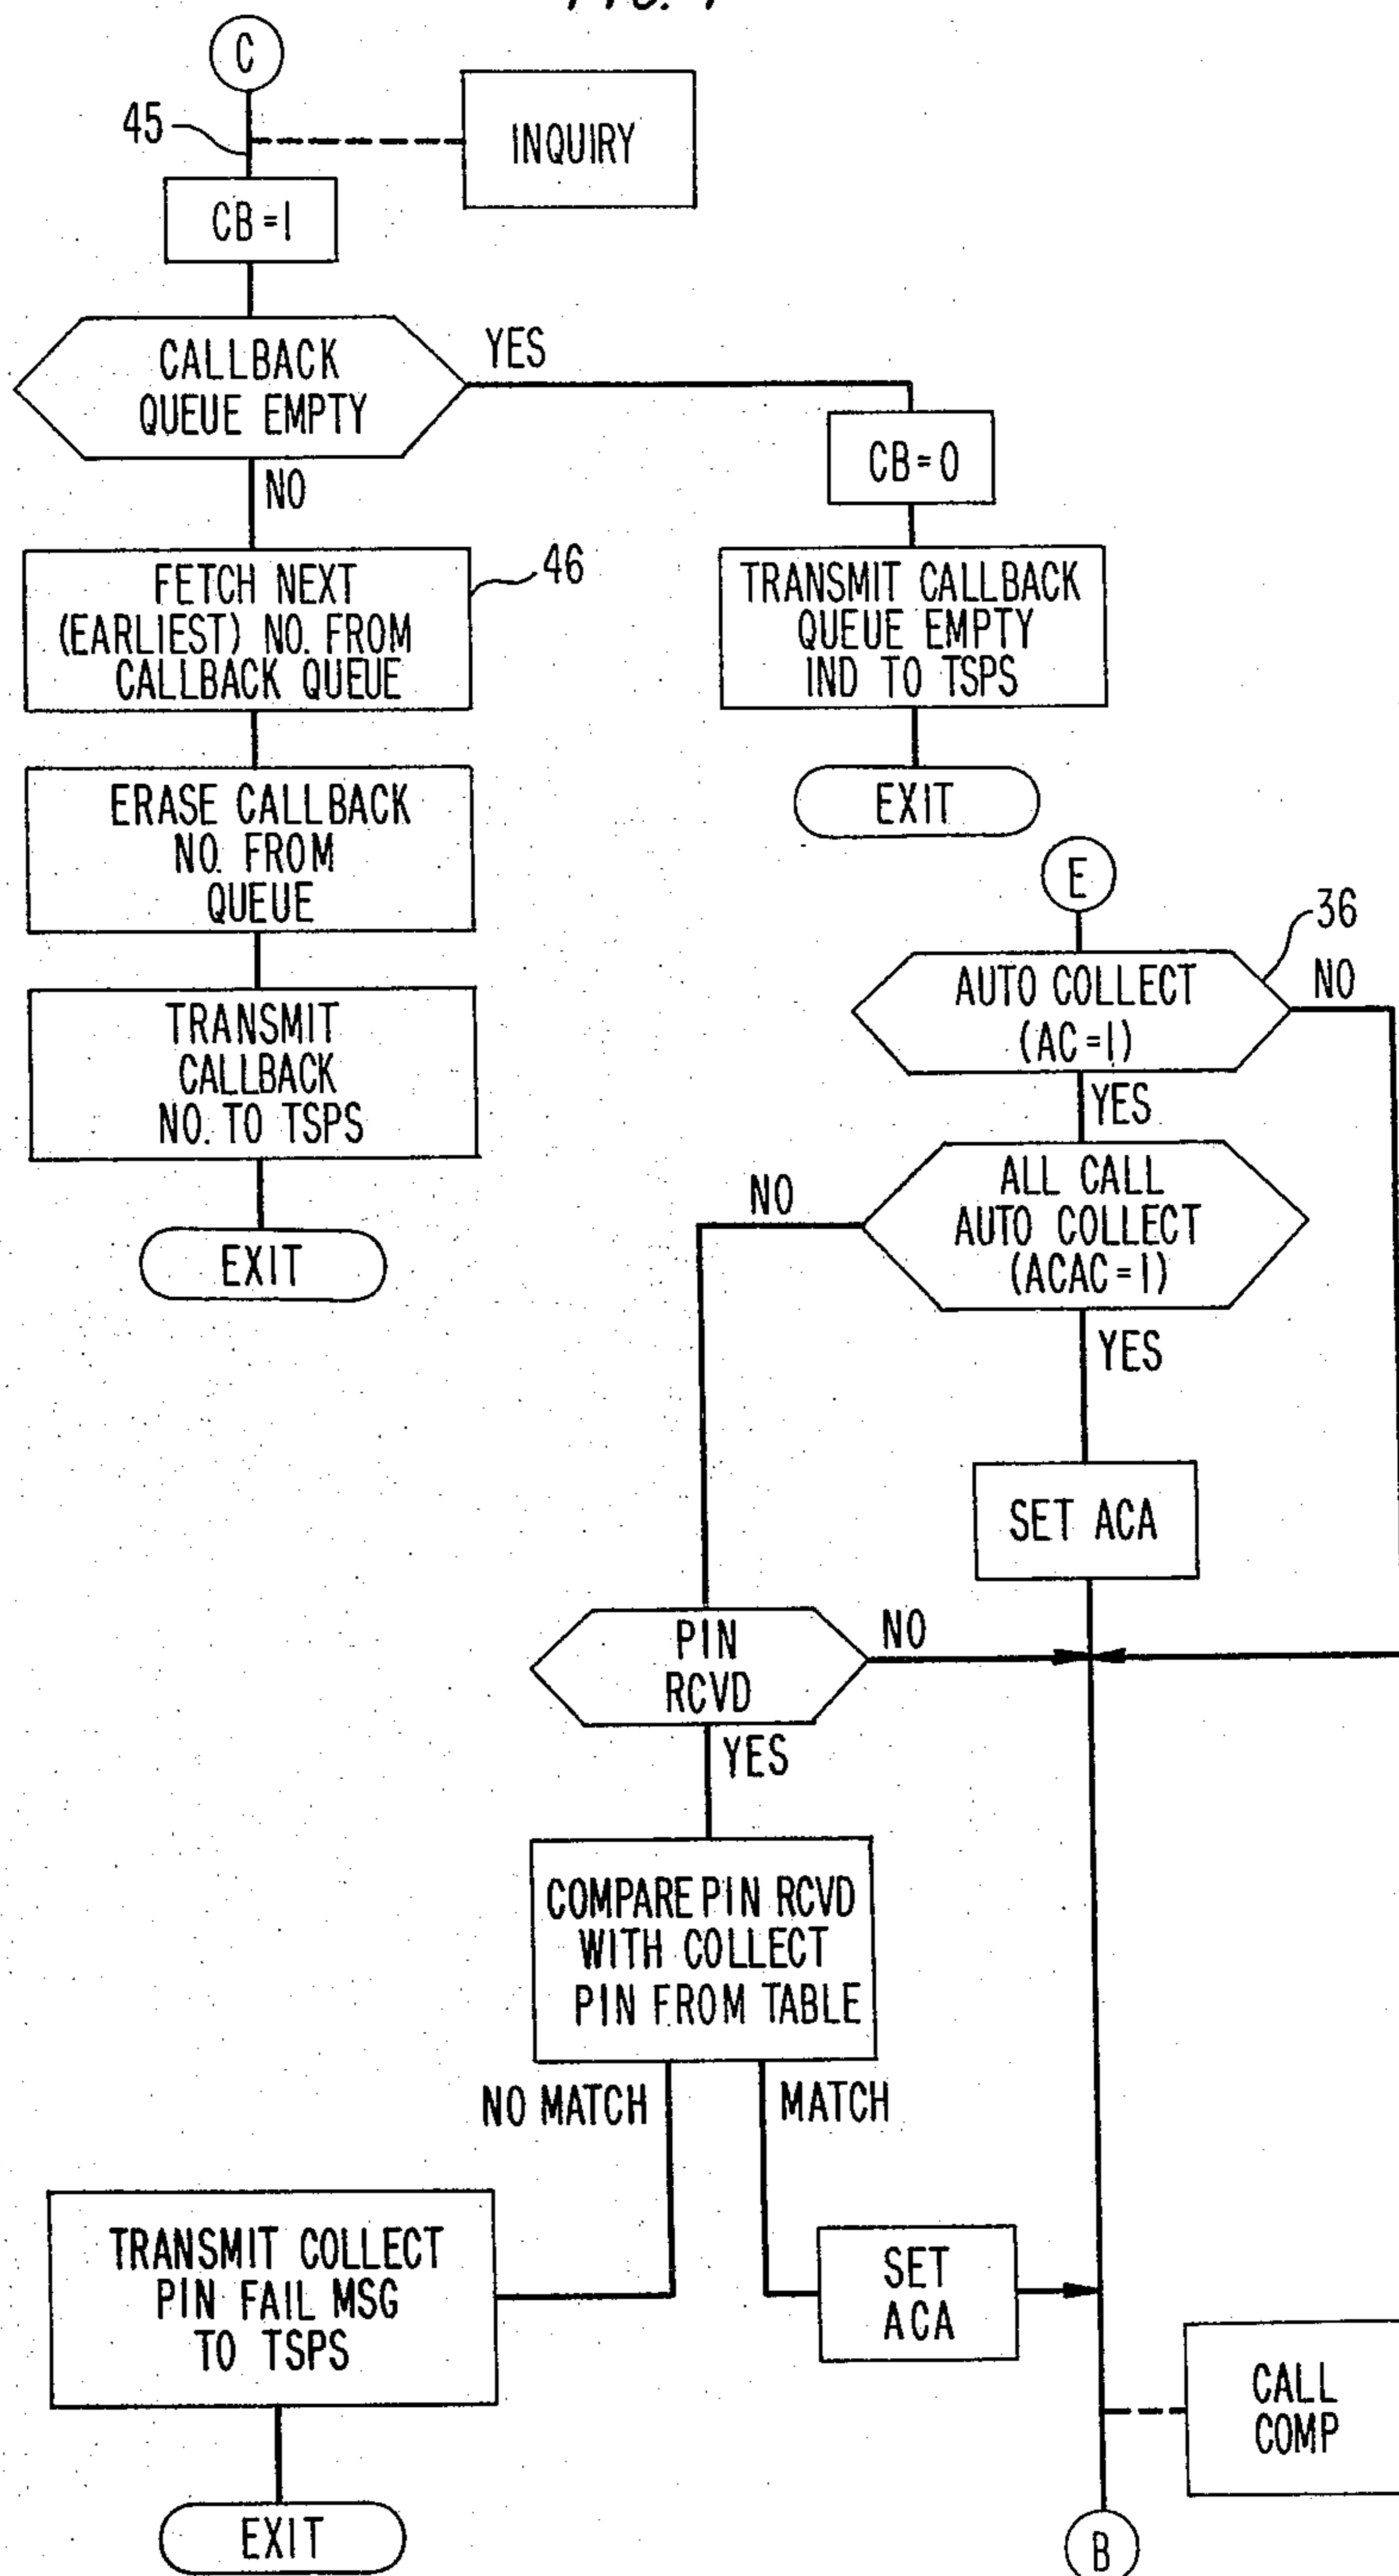 C
45
INQUIRY
CB=1
CALLBACK
QUEUE EMPTY
YES
NO
CB=0
FETCH NEXT
(EARLIEST) NO. FROM
CALLBACK QUEUE
46
TRANSMIT CALLBACK
QUEUE EMPTY
IND TO TSPS
EXIT
ERASE CALLBACK
NO. FROM
QUEUE
TRANSMIT
CALLBACK
NO. TO TSPS
EXIT
E
36
AUTO COLLECT
(AC=1)
NO
YES
ALL CALL
AUTO COLLECT
(ACAC=1)
NO
YES
SET ACA
PIN
RCVD
NO
YES
COMPARE PIN RCVD
WITH COLLECT
PIN FROM TABLE
NO MATCH
MATCH
TRANSMIT COLLECT
PIN FAIL MSG
TO TSPS
SET
ACA
CALL
COMP
EXIT
B